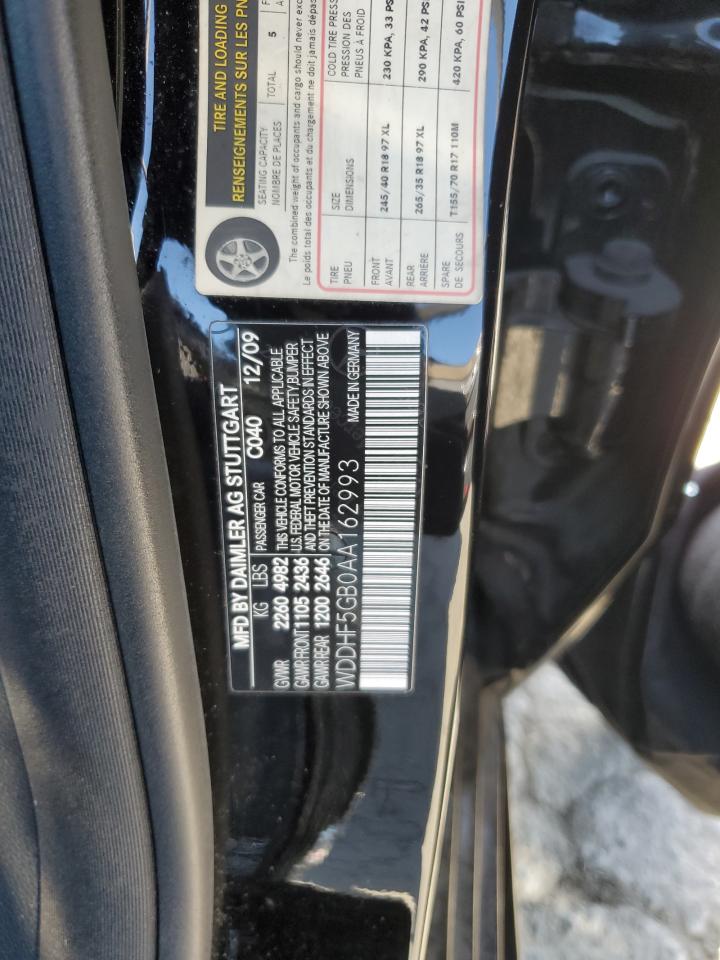 TIRE AND LOADING
RENSEIGNEMENTS SUR LES PN
SEATING CAPACITY
NOMBRE DE PLACES
TOTAL 5
The combined weight of occupants and cargo should never exc
Le poids total des occupants et du chargement ne doit jamais dépas
TIRE
PNEU
SIZE
DIMENSIONS
COLD TIRE PRESS
PRESSION DES
PNEUS À FROID
FRONT
AVANT
245/40 R18 97 XL
230 KPA, 33 PS
REAR
ARRIERE
265/35 R18 97 XL
290 KPA, 42 PS
SPARE
DE SECOURS
T155/70 R17 110M
420 KPA, 60 PSI
MFD BY DAIMLER AG STUTTGART
KG LBS PASSENGER CAR C040 12/09
GVWR 2260 4982 THIS VEHICLE CONFORMS TO ALL APPLICABLE
GAWR FRONT 1105 2436 U.S. FEDERAL MOTOR VEHICLE SAFETY, BUMPER
AND THEFT PREVENTION STANDARDS IN EFFECT
GAWR REAR 1200 2646 ON THE DATE OF MANUFACTURE SHOWN ABOVE
WDDHF5GB0AA162993 MADE IN GERMANY